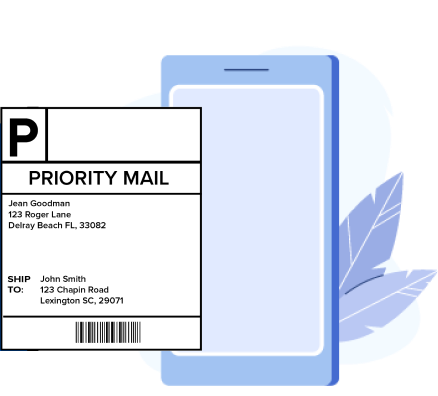 P
PRIORITY MAIL
Jean Goodman
123 Roger Lane
Delray Beach FL, 33082
SHIP TO: John Smith
123 Chapin Road
Lexington SC, 29071